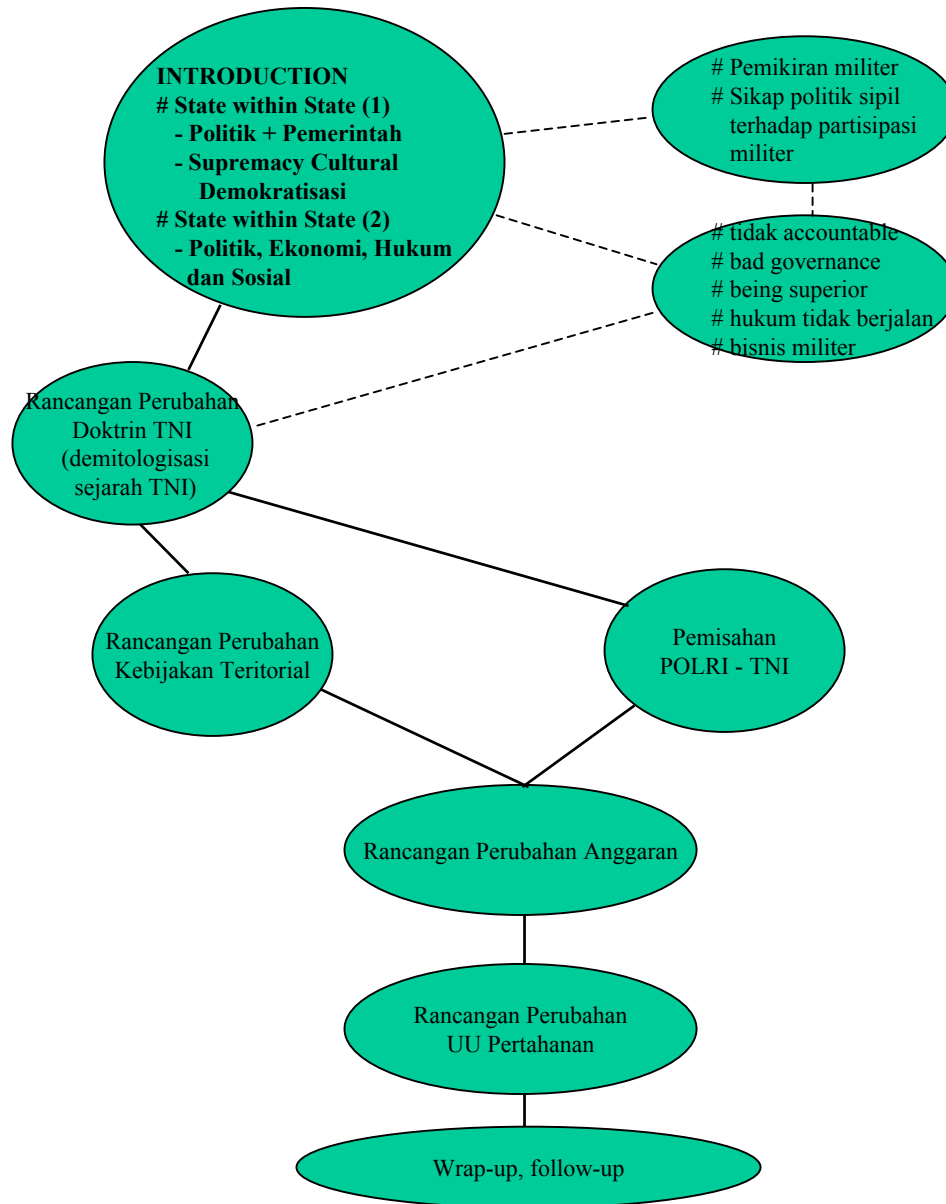 INTRODUCTION
# State within State (1)
- Politik + Pemerintah
- Supremacy Cultural
Demokratisasi
# State within State (2)
- Politik, Ekonomi, Hukum
dan Sosial
# Pemikiran militer
# Sikap politik sipil
terhadap partisipasi
militer
# tidak accountable
# bad governance
# being superior
# hukum tidak berjalan
# bisnis militer
Rancangan Perubahan
Doktrin TNI
(demitologisasi
sejarah TNI)
Rancangan Perubahan
Kebijakan Teritorial
Pemisahan
POLRI - TNI
Rancangan Perubahan Anggaran
Rancangan Perubahan
UU Pertahanan
Wrap-up, follow-up